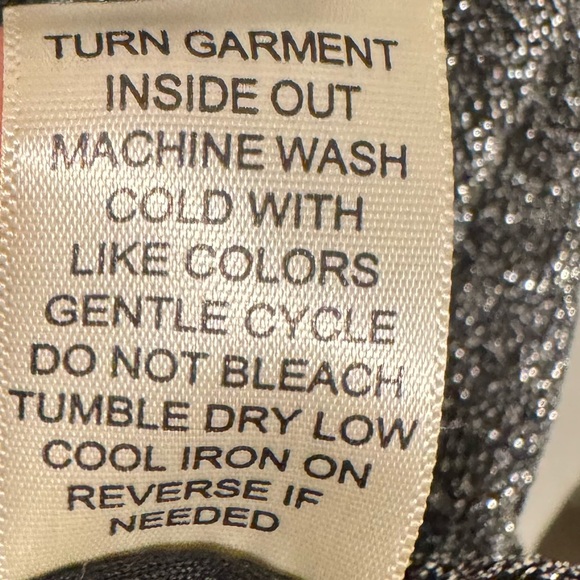 TURN GARMENT
INSIDE OUT
MACHINE WASH
COLD WITH
LIKE COLORS
GENTLE CYCLE
DO NOT BLEACH
TUMBLE DRY LOW
COOL IRON ON
REVERSE IF
NEEDED